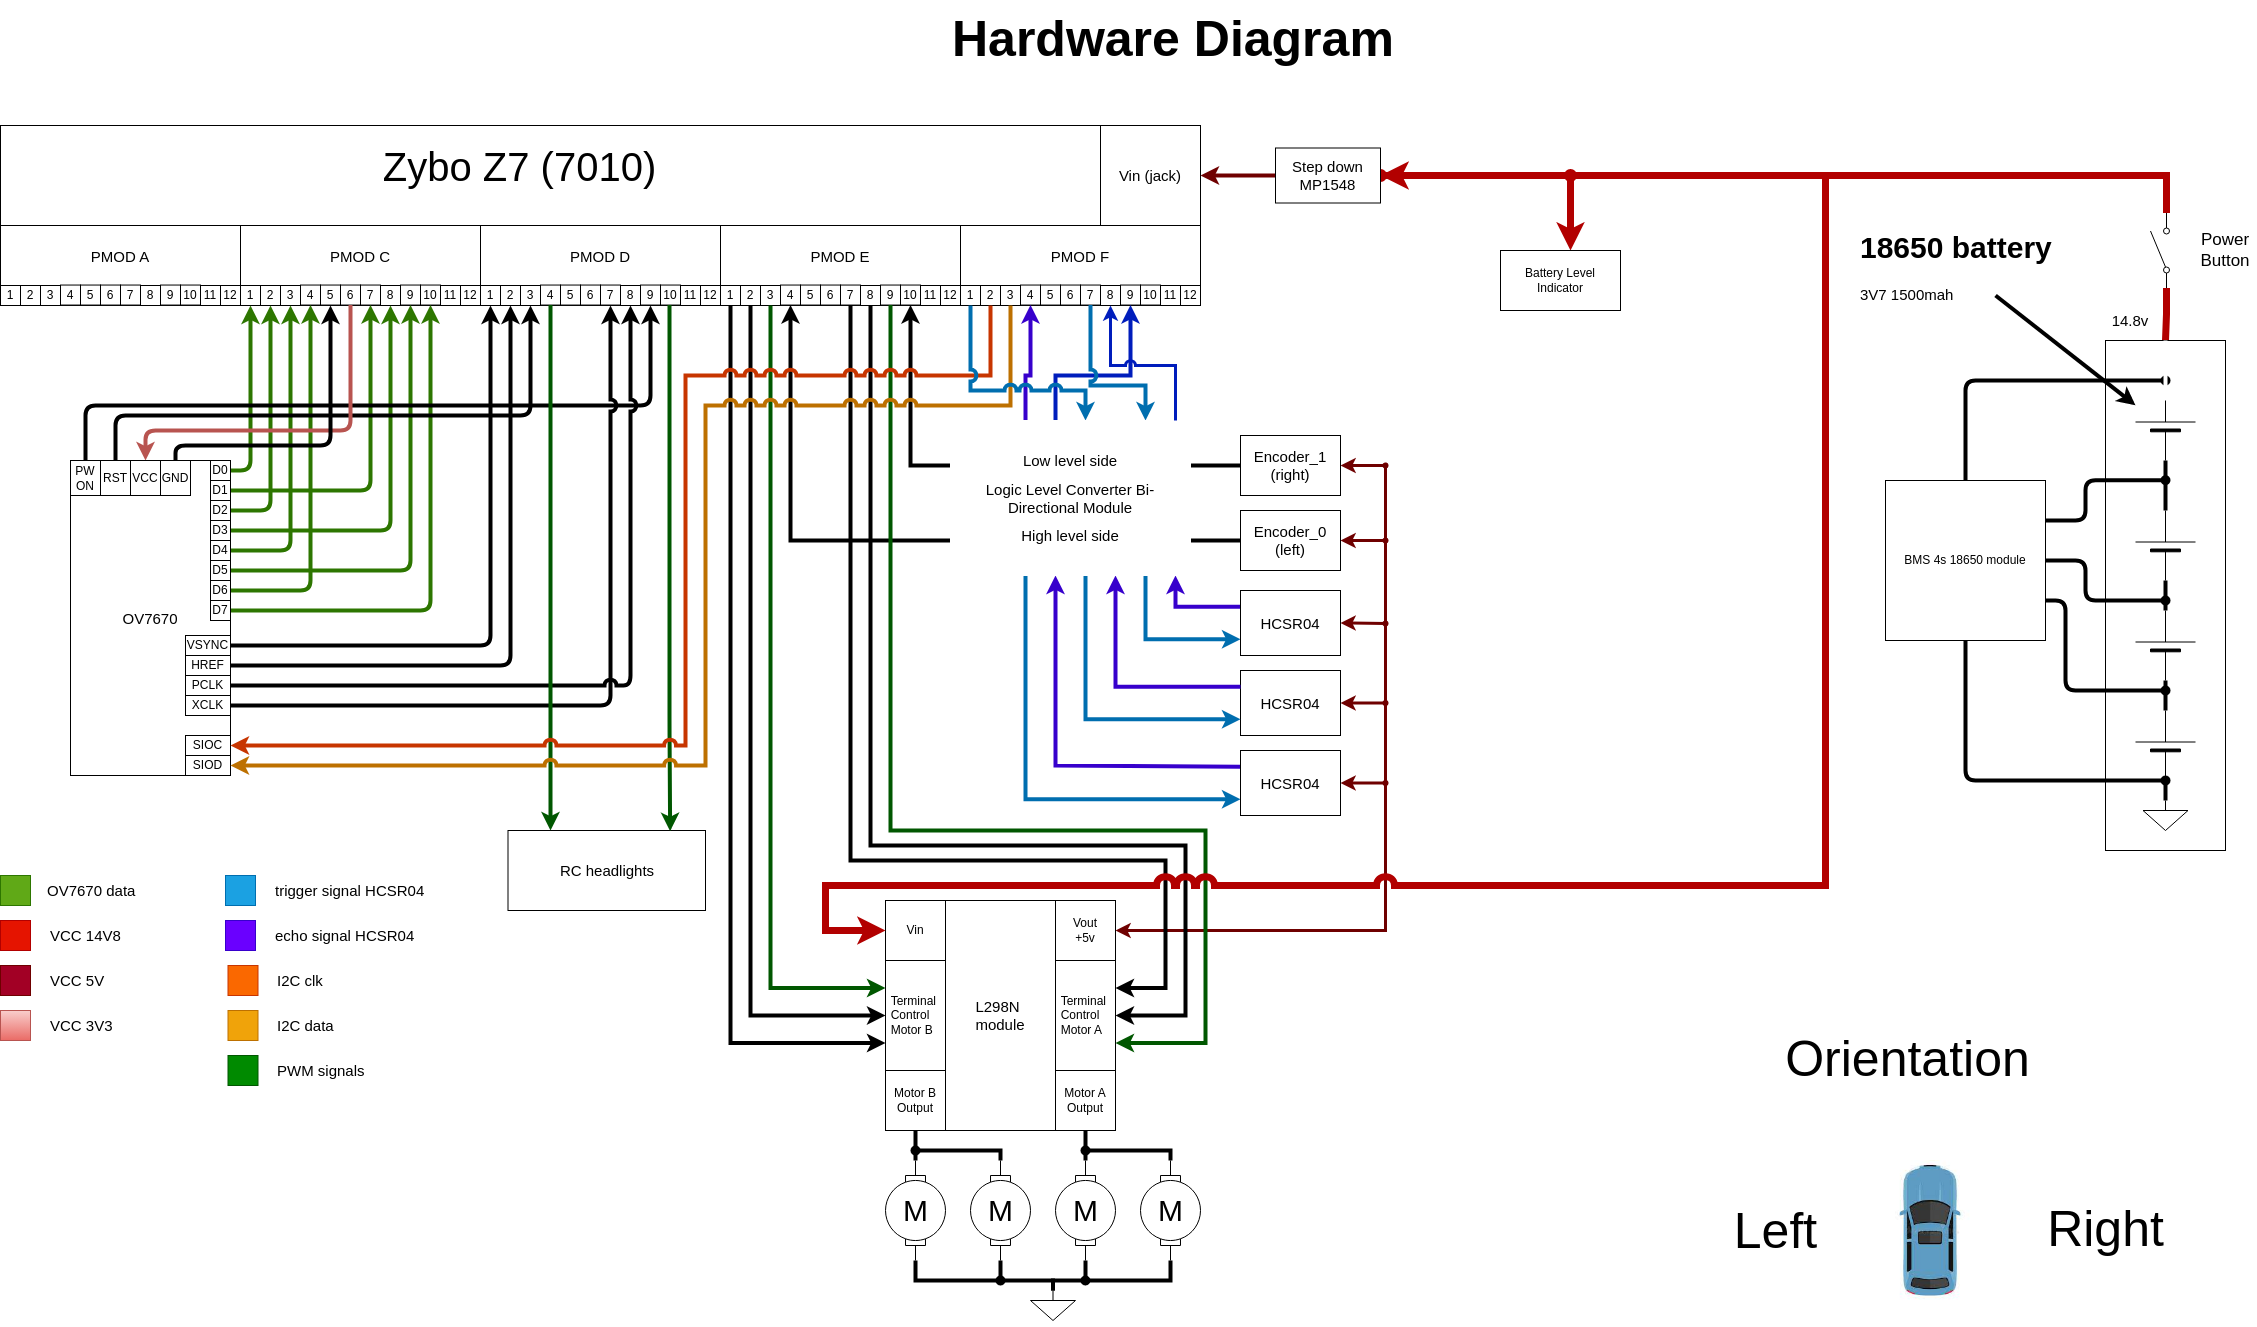 Hardware Diagram
Zybo Z7 (7010)
Vin (jack)
Step down
MP1548
PMOD A
PMOD C
PMOD D
PMOD E
PMOD F
1 2 3 4 5 6 7 8 9 10 11 12 1 2 3 4 5 6 7 8 9 10 11 12 1 2 3 4 5 6 7 8 9 10 11 12 1 2 3 4 5 6 7 8 9 10 11 12 1 2 3 4 5 6 7 8 9 10 11 12
Battery Level
Indicator
18650 battery
3V7 1500mah
Power
Button
14.8v
BMS 4s 18650 module
PW
ON
RST
VCC
GND
D0
D1
D2
D3
D4
D5
D6
D7
OV7670
VSYNC
HREF
PCLK
XCLK
SIOC
SIOD
Low level side
Logic Level Converter Bi-
Directional Module
High level side
Encoder_1
(right)
Encoder_0
(left)
HCSR04
HCSR04
HCSR04
RC headlights
OV7670 data
VCC 14V8
VCC 5V
VCC 3V3
trigger signal HCSR04
echo signal HCSR04
I2C clk
I2C data
PWM signals
Vin
Vout
+5v
Terminal
Control
Motor B
L298N
module
Terminal
Control
Motor A
Motor B
Output
Motor A
Output
M
M
M
M
Orientation
Left
Right